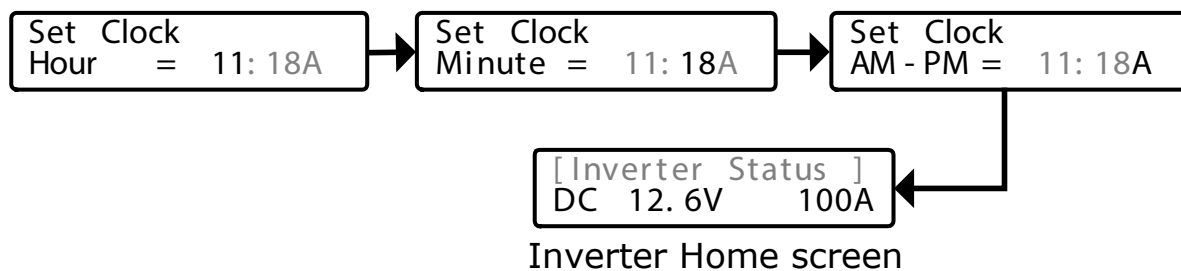 Set Clock
Hour = 11: 18A
Set Clock
Minute = 11: 18A
Set Clock
AM - PM = 11: 18A
[ Inverter Status ]
DC 12. 6V 100A
Inverter Home screen